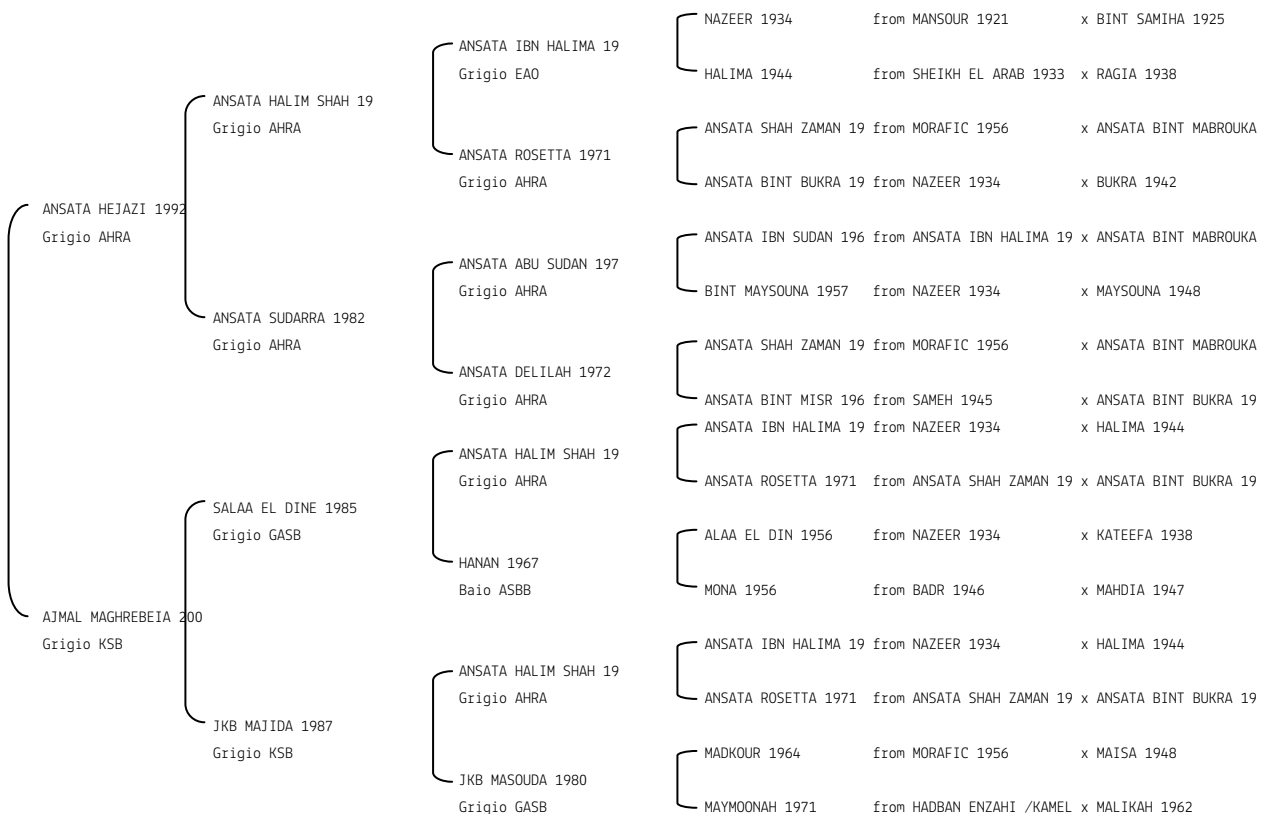 NAZEER 1934 from MANSOUR 1921 x BINT SAMIHA 1925
ANSATA IBN HALIMA 19
Grigio EAO
HALIMA 1944 from SHEIKH EL ARAB 1933 x RAGIA 1938
ANSATA HALIM SHAH 19
Grigio AHRA
ANSATA SHAH ZAMAN 19 from MORAFIC 1956 x ANSATA BINT MABROUKA
ANSATA ROSETTA 1971
Grigio AHRA
ANSATA BINT BUKRA 19 from NAZEER 1934 x BUKRA 1942
ANSATA HEJAZI 1992
Grigio AHRA
ANSATA IBN SUDAN 196 from ANSATA IBN HALIMA 19 x ANSATA BINT MABROUKA
ANSATA ABU SUDAN 197
Grigio AHRA
BINT MAYSOUNA 1957 from NAZEER 1934 x MAYSOUNA 1948
ANSATA SUDARRA 1982
Grigio AHRA
ANSATA SHAH ZAMAN 19 from MORAFIC 1956 x ANSATA BINT MABROUKA
ANSATA DELILAH 1972
Grigio AHRA
ANSATA BINT MISR 196 from SAMEH 1945 x ANSATA BINT BUKRA 19
ANSATA IBN HALIMA 19 from NAZEER 1934 x HALIMA 1944
ANSATA HALIM SHAH 19
Grigio AHRA
ANSATA ROSETTA 1971 from ANSATA SHAH ZAMAN 19 x ANSATA BINT BUKRA 19
SALAA EL DINE 1985
Grigio GASB
ALAA EL DIN 1956 from NAZEER 1934 x KATEEFA 1938
HANAN 1967
Baio ASBB
MONA 1956 from BADR 1946 x MAHDIA 1947
AJMAL MAGHREBEIA 200
Grigio KSB
ANSATA IBN HALIMA 19 from NAZEER 1934 x HALIMA 1944
ANSATA HALIM SHAH 19
Grigio AHRA
ANSATA ROSETTA 1971 from ANSATA SHAH ZAMAN 19 x ANSATA BINT BUKRA 19
JKB MAJIDA 1987
Grigio KSB
MADKOUR 1964 from MORAFIC 1956 x MAISA 1948
JKB MASOUDA 1980
Grigio GASB
MAYMOONAH 1971 from HADBAN ENZAHI /KAMEL x MALIKAH 1962